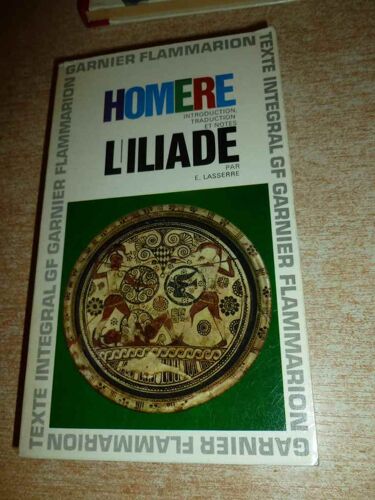 GARNIER FLAMMARION
TEXTE INTEGRAL GF GARNIER FLAMMARION
HOMERE
INTRODUCTION,
TRADUCTION
ET NOTES
L'ILIADE
PAR
E. LASSERRE
TEXTE INTEGRAL GF GARNIER FLAMMARION
GARNIER FLAMMARION